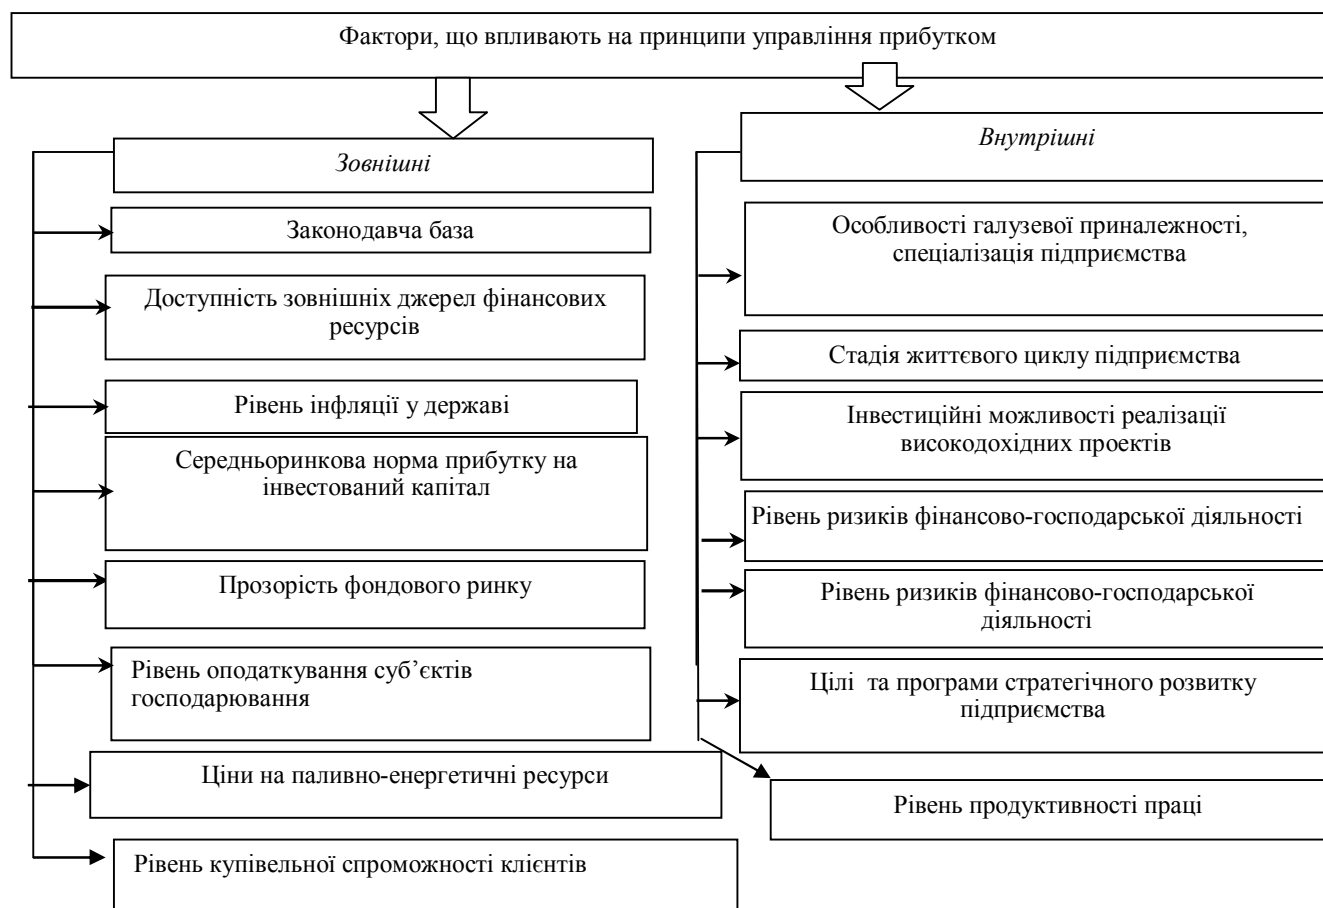 Фактори, що впливають на принципи управління прибутком
Зовнішні
Законодавча база
Доступність зовнішніх джерел фінансових
ресурсів
Рівень інфляції у державі
Середньоринкова норма прибутку на
інвестований капітал
Прозорість фондового ринку
Рівень оподаткування суб’єктів
господарювання
Ціни на паливно-енергетичні ресурси
Рівень купівельної спроможності клієнтів
Внутрішні
Особливості галузевої приналежності,
спеціалізація підприємства
Стадія життєвого циклу підприємства
Інвестиційні можливості реалізації
високодохідних проектів
Рівень ризиків фінансово-господарської діяльності
Рівень ризиків фінансово-господарської
діяльності
Цілі та програми стратегічного розвитку
підприємства
Рівень продуктивності праці